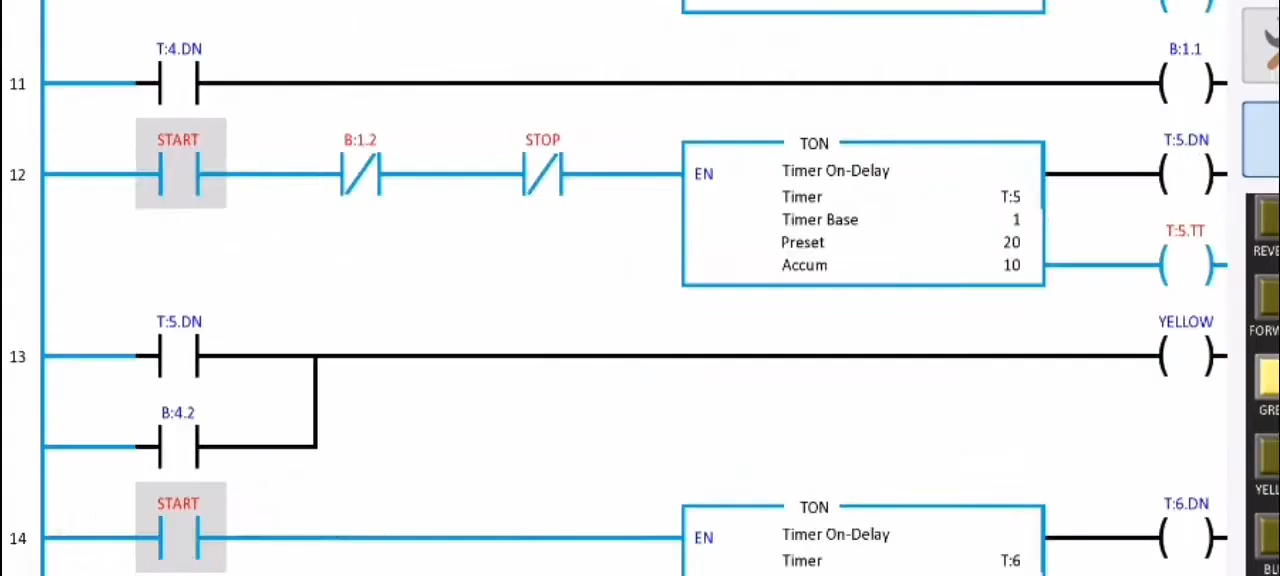 T:4.DN B:1.1
11
START B:1.2 STOP TON T:5.DN
12 EN Timer On-Delay
Timer T:5
Timer Base 1
Preset 20
Accum 10
T:5.TT
T:5.DN YELLOW
13
B:4.2
START TON T:6.DN
14 EN Timer On-Delay
Timer T:6
REVE
FORW
GRE
YELL
BL